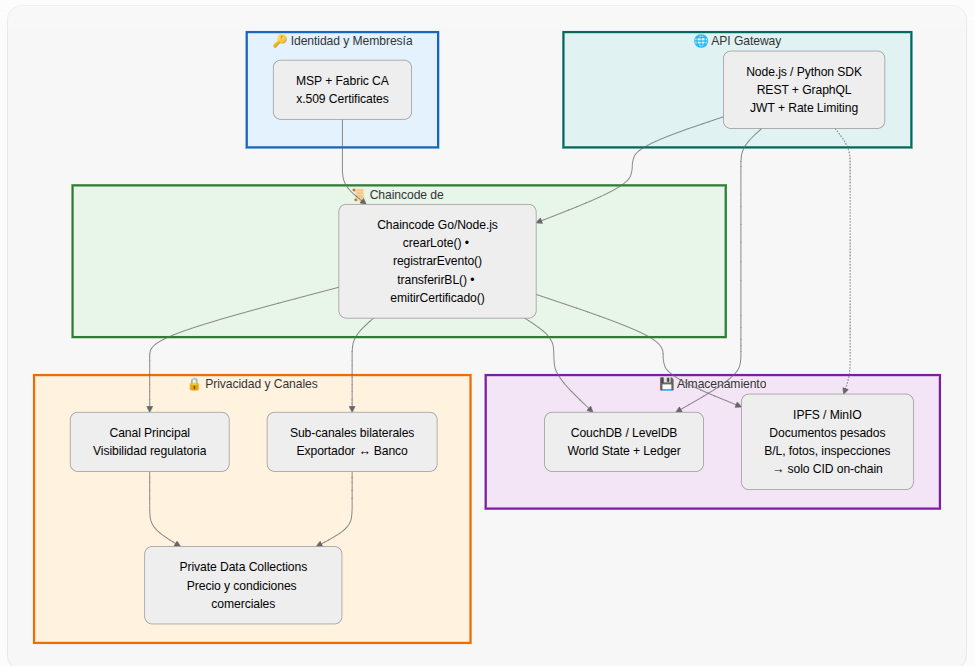 🔑 Identidad y Membresía
MSP + Fabric CA
x.509 Certificates
🌐 API Gateway
Node.js / Python SDK
REST + GraphQL
JWT + Rate Limiting
📜 Chaincode de
Chaincode Go/Node.js
crearLote() •
registrarEvento()
transferirBL() •
emitirCertificado()
🔒 Privacidad y Canales
Canal Principal
Visibilidad regulatoria
Sub-canales bilaterales
Exportador ↔ Banco
Private Data Collections
Precio y condiciones
comerciales
💾 Almacenamiento
CouchDB / LevelDB
World State + Ledger
IPFS / MinIO
Documentos pesados
B/L, fotos, inspecciones
→ solo CID on-chain